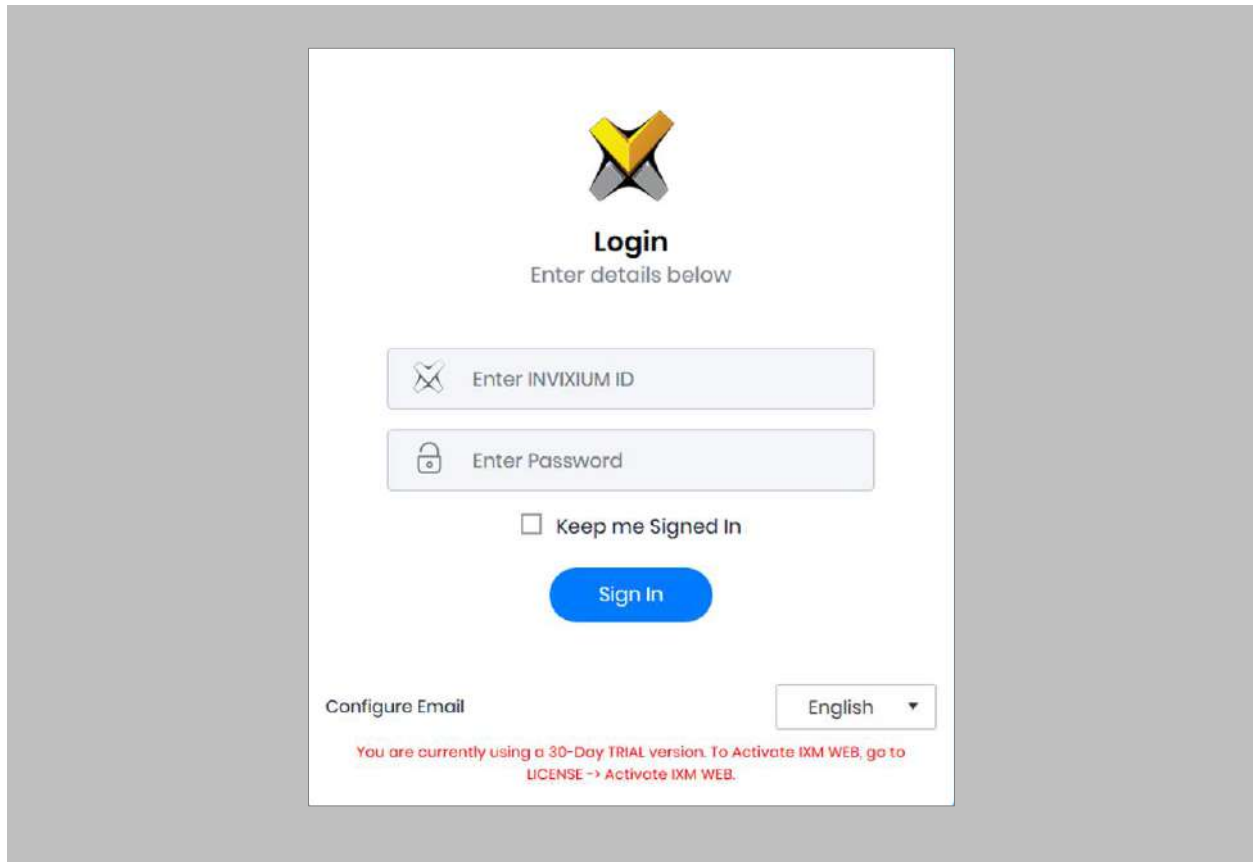 Login
Enter details below
Enter INVIXIUM ID
Enter Password
Keep me Signed In
Sign In
Configure Email
English
You are currently using a 30-Day TRIAL version. To Activate IXM WEB, go to
LICENSE -> Activate IXM WEB.